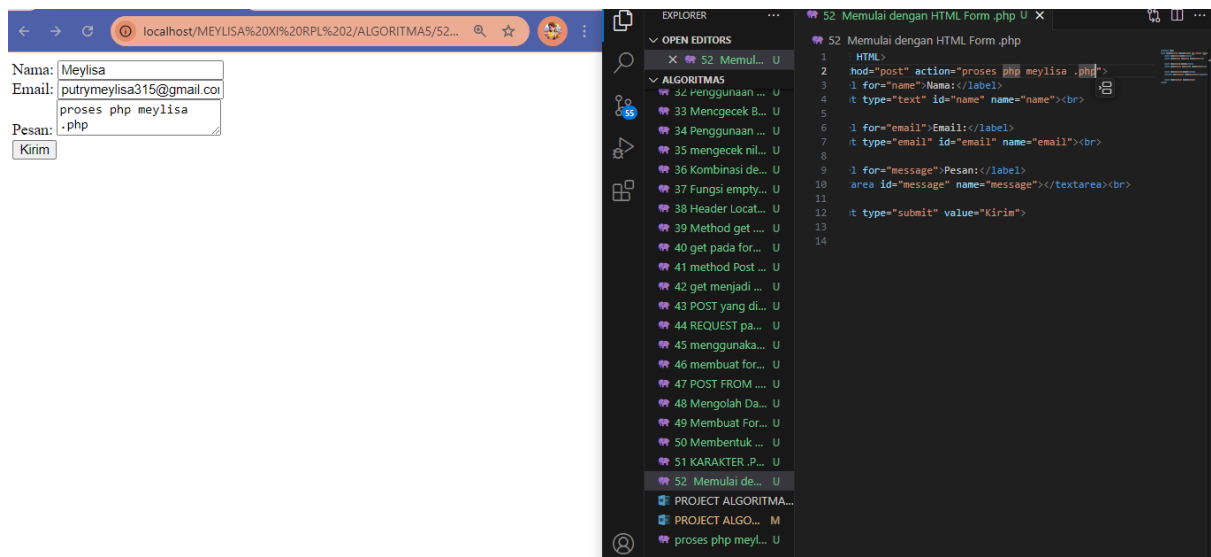 localhost/MEYLISA%20XI%20RPL%202/ALGORITMA5/52...
Nama: Meylisa
Email: putrymeylisa315@gmail.co
proses php meylisa
.php
Pesan:
Kirim
EXPLORER ...
OPEN EDITORS
52 Memul... U
ALGORITMA5
32 Penggunaan ... U
33 Mencgecek B... U
34 Penggunaan ... U
35 mengecek nil... U
36 Kombinasi de... U
37 Fungsi empty... U
38 Header Locat... U
39 Method get .... U
40 get pada for... U
41 method Post ... U
42 get menjadi ... U
43 POST yang di... U
44 REQUEST pa... U
45 menggunaka... U
46 membuat for... U
47 POST FROM .... U
48 Mengolah Da... U
49 Membuat For... U
50 Membentuk ... U
51 KARAKTER .P... U
52 Memulai de... U
PROJECT ALGORITMA...
PROJECT ALGO... M
proses php meyl... U
55
52 Memulai dengan HTML Form .php U
52 Memulai dengan HTML Form .php
1 HTML>
2 hod="post" action="proses php meylisa .php">
3 l for="name">Nama:</label>
4 t type="text" id="name" name="name"><br>
5
6 l for="email">Email:</label>
7 t type="email" id="email" name="email"><br>
8
9 l for="message">Pesan:</label>
10 area id="message" name="message"></textarea><br>
11
12 t type="submit" value="Kirim">
13
14